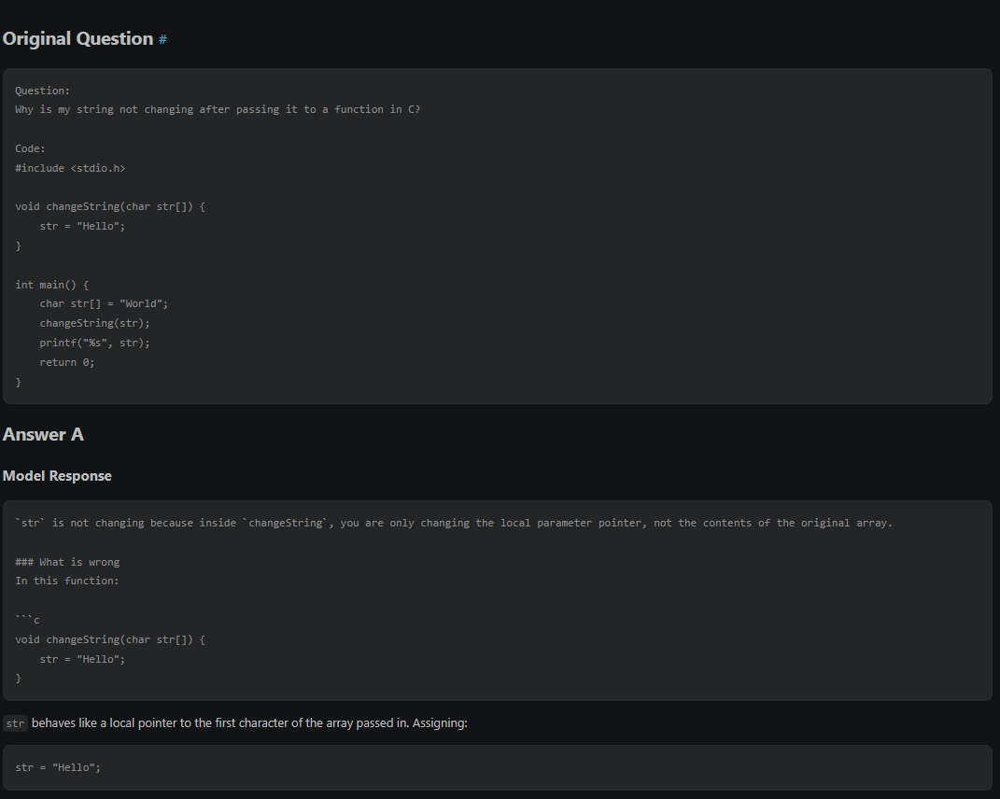 Original Question #
Question:
Why is my string not changing after passing it to a function in C?
Code:
#include <stdio.h>
void changeString(char str[]) {
    str = "Hello";
}
int main() {
    char str[] = "World";
    changeString(str);
    printf("%s", str);
    return 0;
}
Answer A
Model Response
`str` is not changing because inside `changeString`, you are only changing the local parameter pointer, not the contents of the original array.
### What is wrong
In this function:
```c
void changeString(char str[]) {
    str = "Hello";
}
str behaves like a local pointer to the first character of the array passed in. Assigning:
str = "Hello";